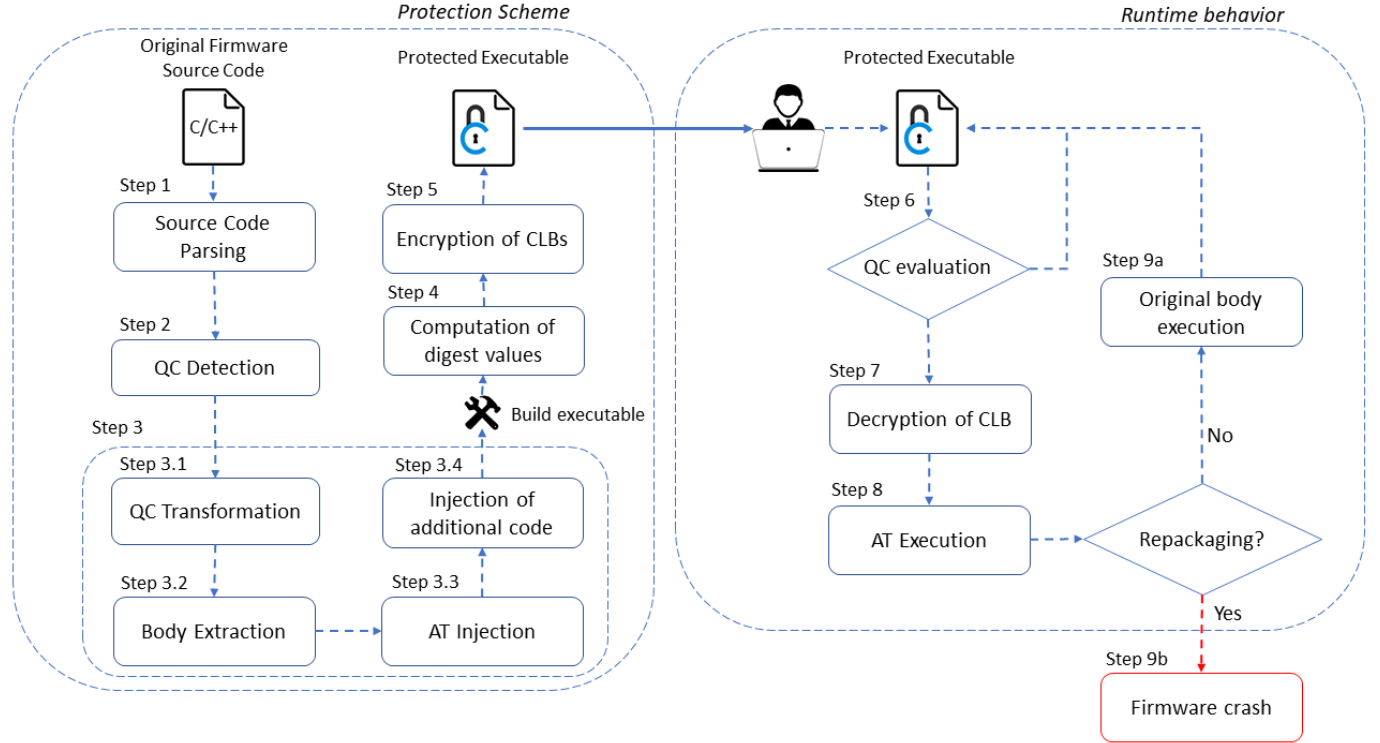 Protection Scheme
Original Firmware
Source Code
C/C++
Step 1
Source Code
Parsing
Step 2
QC Detection
Step 3
Step 3.1
QC Transformation
Step 3.2
Body Extraction
Step 3.3
AT Injection
Step 3.4
Injection of
additional code
Build executable
Step 4
Computation of
digest values
Step 5
Encryption of CLBs
Protected Executable
C
Runtime behavior
Protected Executable
C
Step 6
QC evaluation
Step 7
Decryption of CLB
Step 8
AT Execution
Repackaging?
No
Step 9a
Original body
execution
Yes
Step 9b
Firmware crash